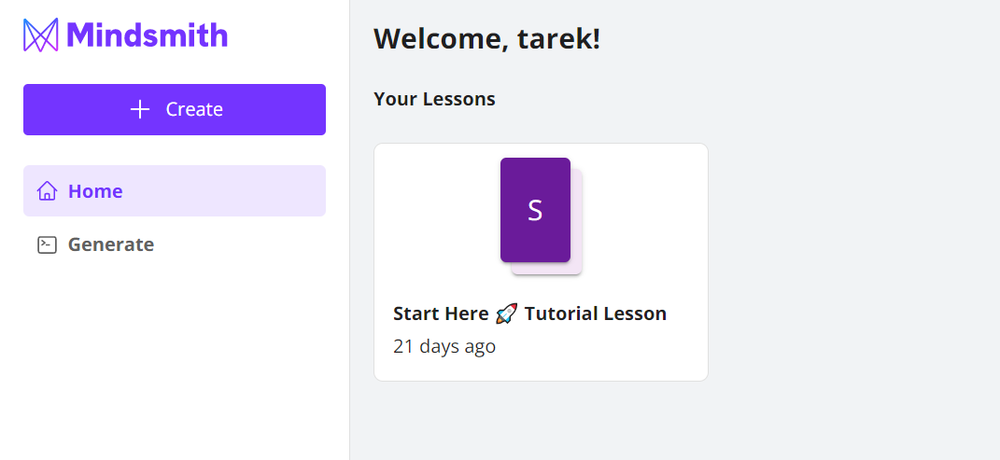 Mindsmith
Create
Home
Generate
Welcome, tarek!
Your Lessons
S
Start Here 🚀 Tutorial Lesson
21 days ago